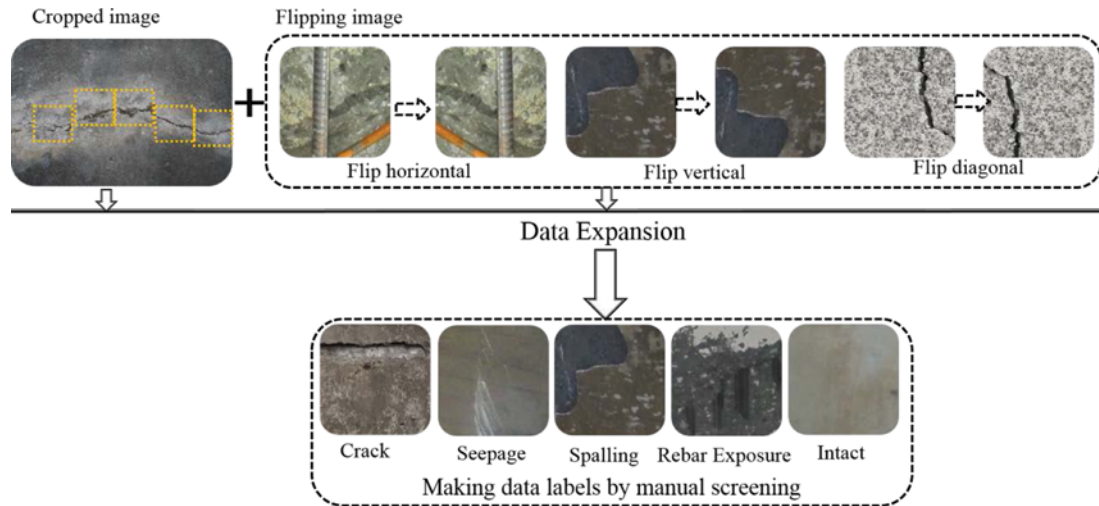 Cropped image
Flipping image
Flip horizontal
Flip vertical
Flip diagonal
Data Expansion
Crack
Seepage
Spalling
Rebar Exposure
Intact
Making data labels by manual screening